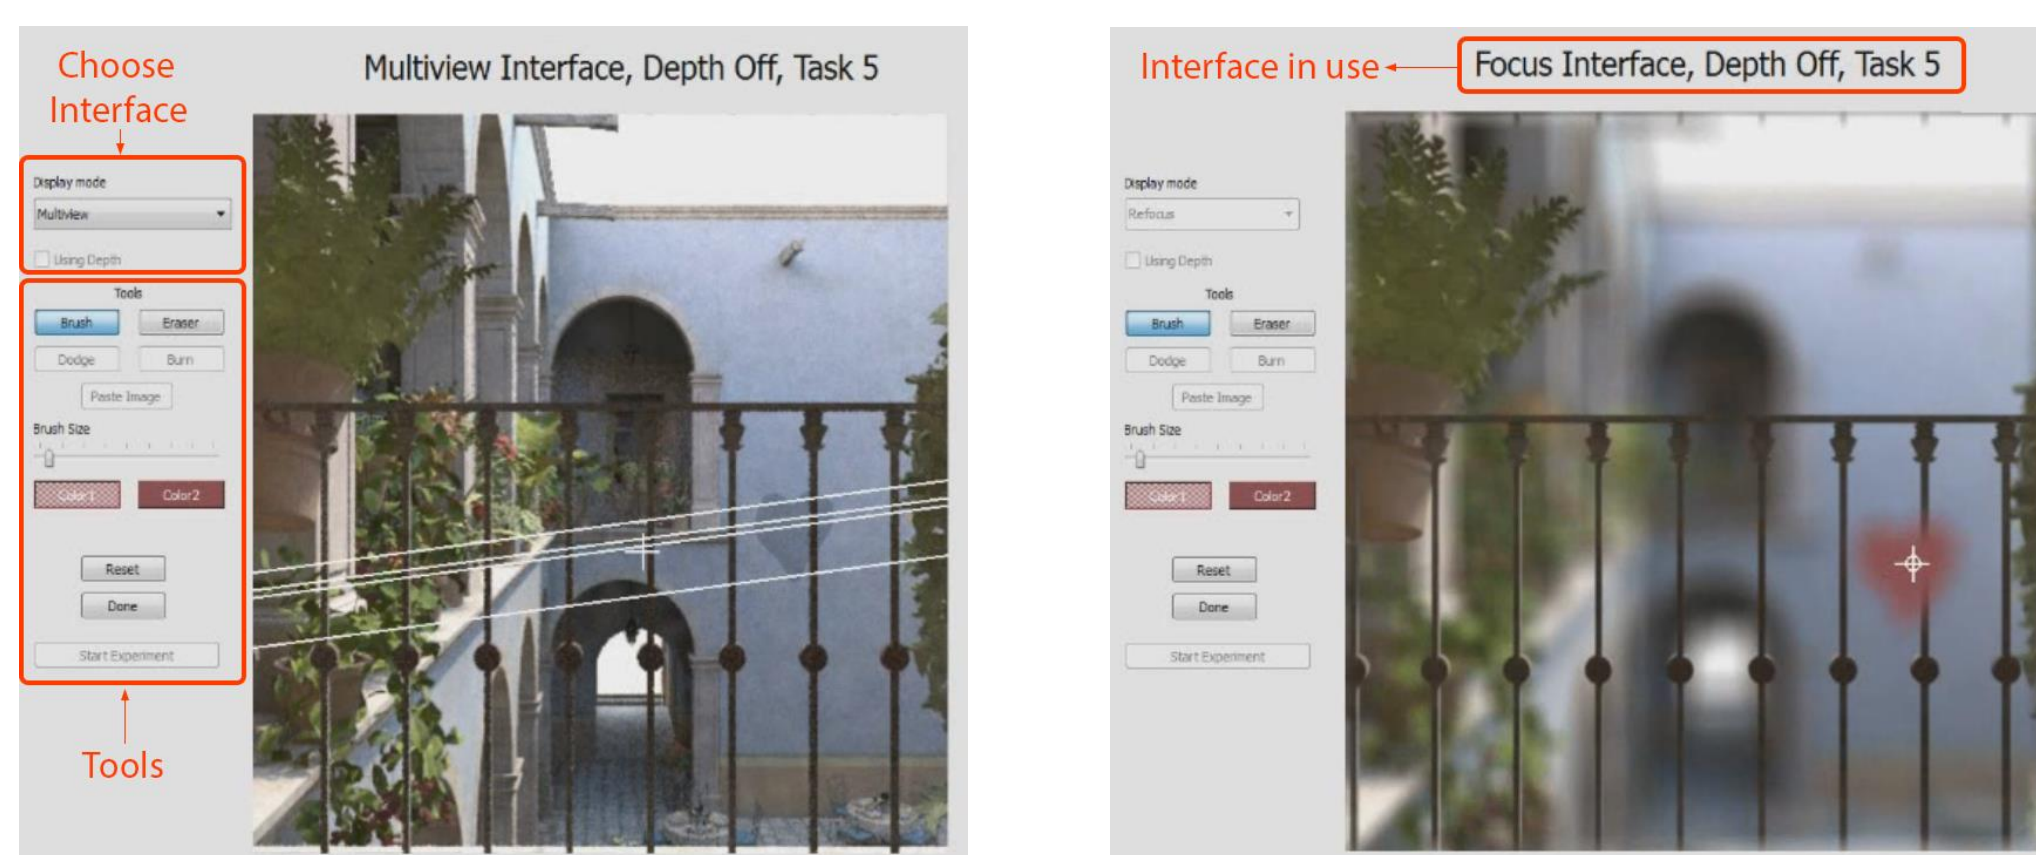 Choose
Interface
Multiview Interface, Depth Off, Task 5
Display mode
Multiview
Using Depth
Tools
Brush Eraser
Dodge Burn
Paste Image
Brush Size
Color1 Color2
Reset
Done
Start Experiment
Tools
Interface in use
Focus Interface, Depth Off, Task 5
Display mode
Refocus
Using Depth
Tools
Brush Eraser
Dodge Burn
Paste Image
Brush Size
Color1 Color2
Reset
Done
Start Experiment